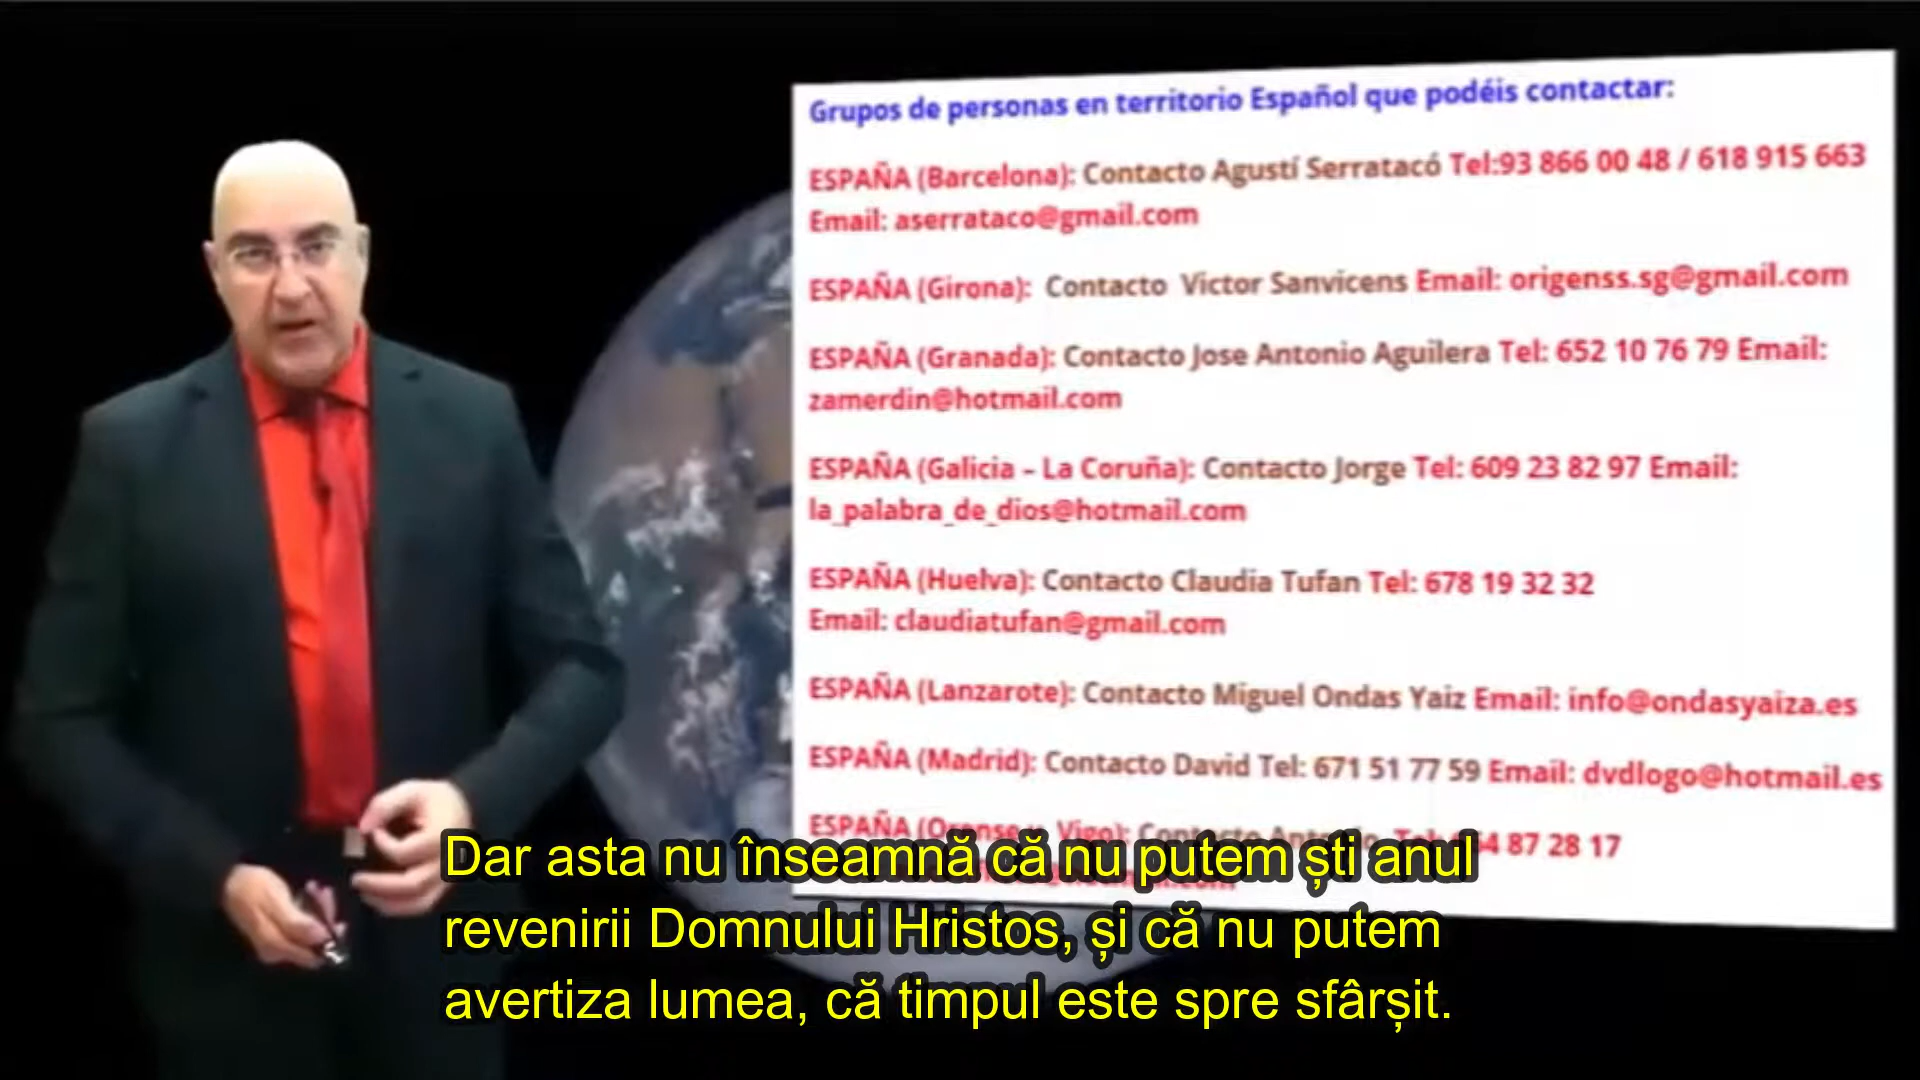 Grupos de personas en territorio Español que podéis contactar:
ESPAÑA (Barcelona): Contacto Agustí Serratacó Tel:93 866 00 48 / 618 915 663
Email: aserrataco@gmail.com
ESPAÑA (Girona): Contacto Victor Sanvicens Email: origenss.sg@gmail.com
ESPAÑA (Granada): Contacto Jose Antonio Aguilera Tel: 652 10 76 79 Email:
zamerdin@hotmail.com
ESPAÑA (Galicia – La Coruña): Contacto Jorge Tel: 609 23 82 97 Email:
la_palabra_de_dios@hotmail.com
ESPAÑA (Huelva): Contacto Claudia Tufan Tel: 678 19 32 32
Email: claudiatufan@gmail.com
ESPAÑA (Lanzarote): Contacto Miguel Ondas Yaiz Email: info@ondasyaiza.es
ESPAÑA (Madrid): Contacto David Tel: 671 51 77 59 Email: dvdlogo@hotmail.es
ESPAÑA (Orense y Vigo): Contacto Antonio Tel: 87 28 17
Dar asta nu înseamnă că nu putem ști anul
revenirii Domnului Hristos, și că nu putem
avertiza lumea, că timpul este spre sfârșit.